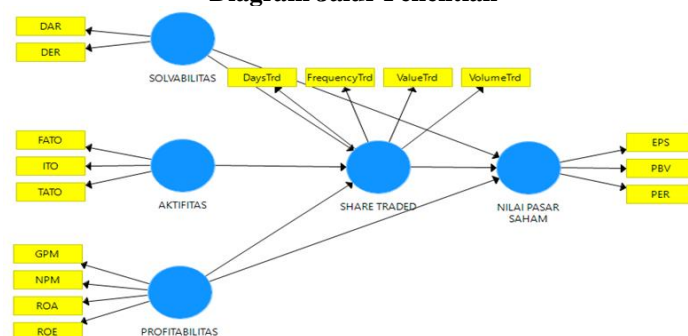 DAR
DER
SOLVABILITAS
DaysTrd
FrequencyTrd
ValueTrd
VolumeTrd
FATO
ITO
TATO
AKTIFITAS
SHARE TRADED
EPS
PBV
PER
NILAI PASAR
SAHAM
GPM
NPM
ROA
ROE
PROFITABILITAS